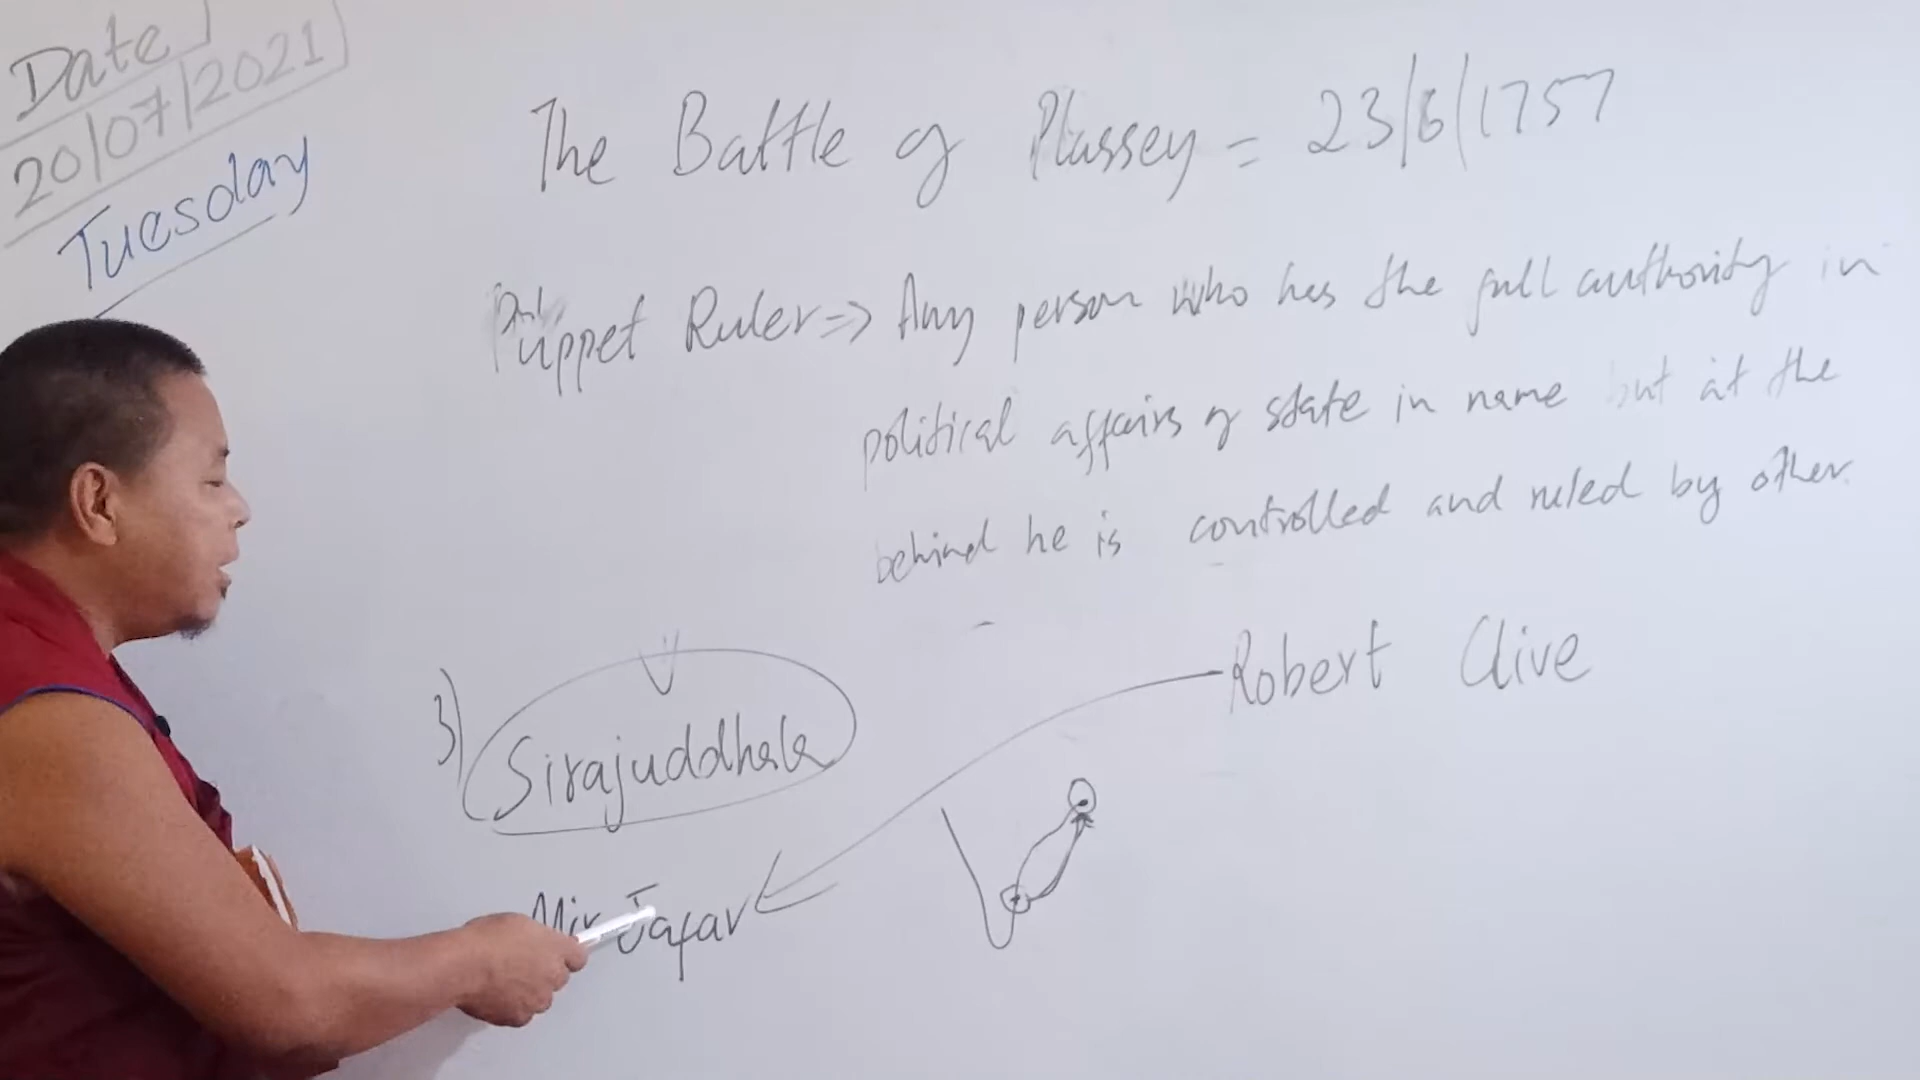 Date
20/07/2021
Tuesday
The Battle of Plassey = 23/6/1757
Puppet Ruler => Any person who has the full authority in
political affairs of state in name but at the
behind he is controlled and ruled by other.
3) Sirajuddhala
Robert Clive
Mir Jafar